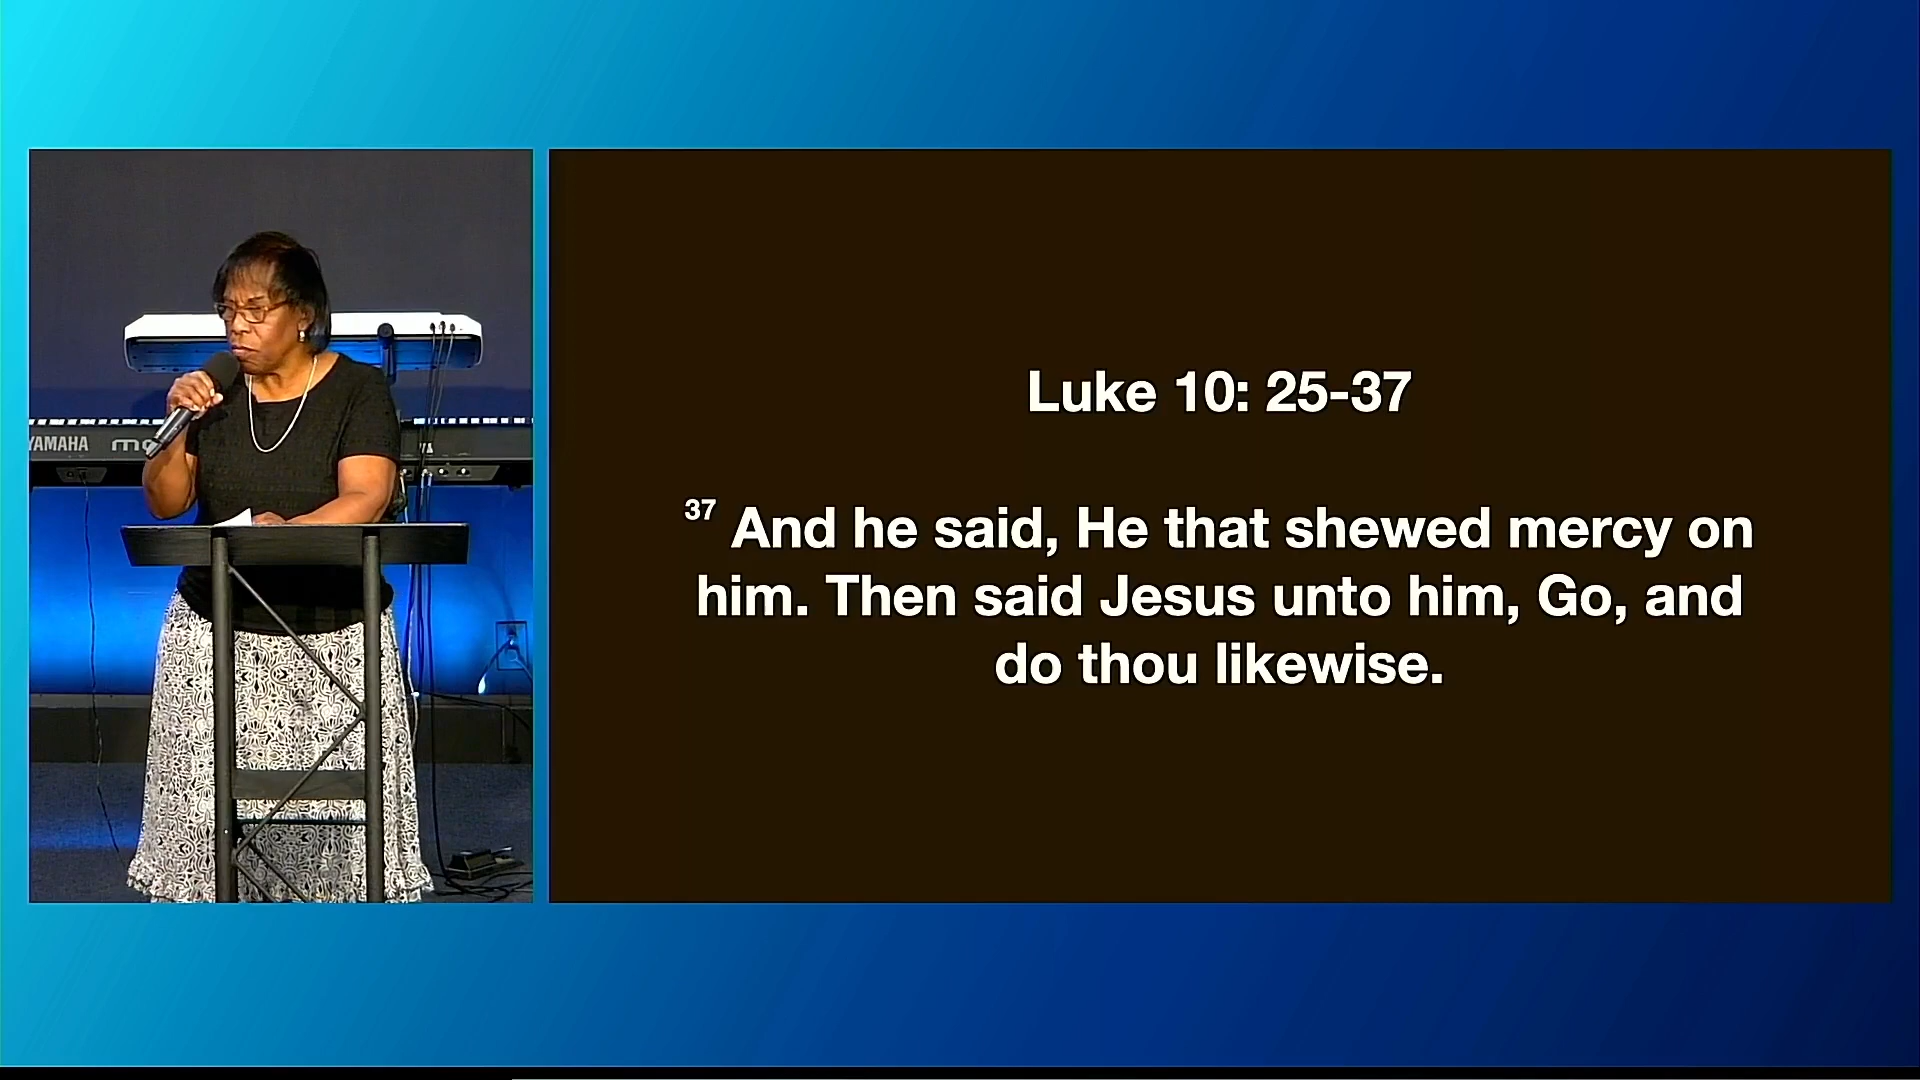 Luke 10: 25-37
37 And he said, He that shewed mercy on
him. Then said Jesus unto him, Go, and
do thou likewise.
YAMAHA